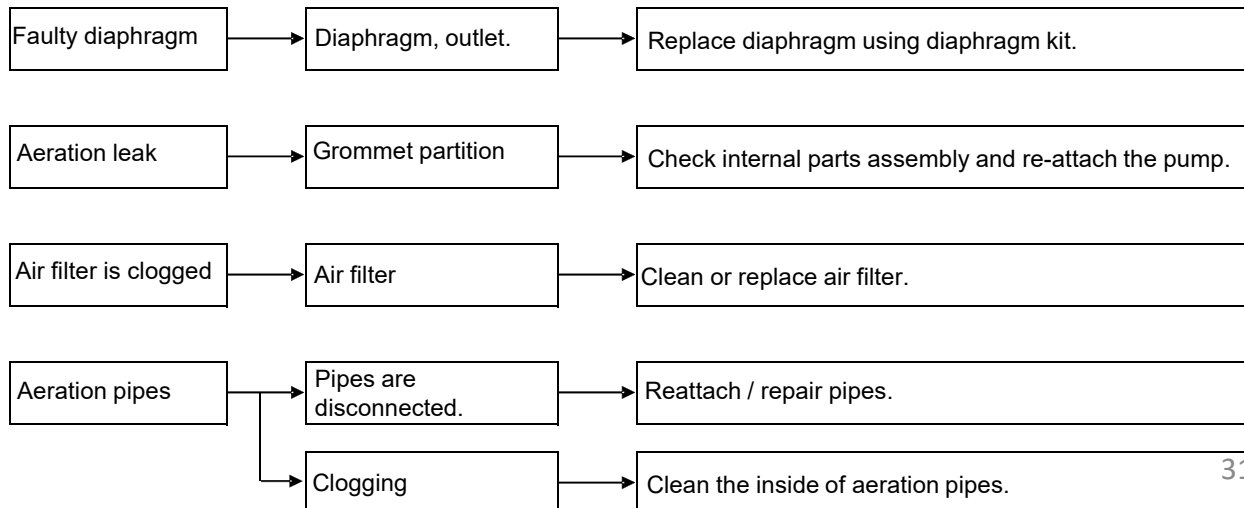 Faulty diaphragm
Diaphragm, outlet.
Replace diaphragm using diaphragm kit.
Aeration leak
Grommet partition
Check internal parts assembly and re-attach the pump.
Air filter is clogged
Air filter
Clean or replace air filter.
Aeration pipes
Pipes are
disconnected.
Reattach / repair pipes.
Clogging
Clean the inside of aeration pipes.
31